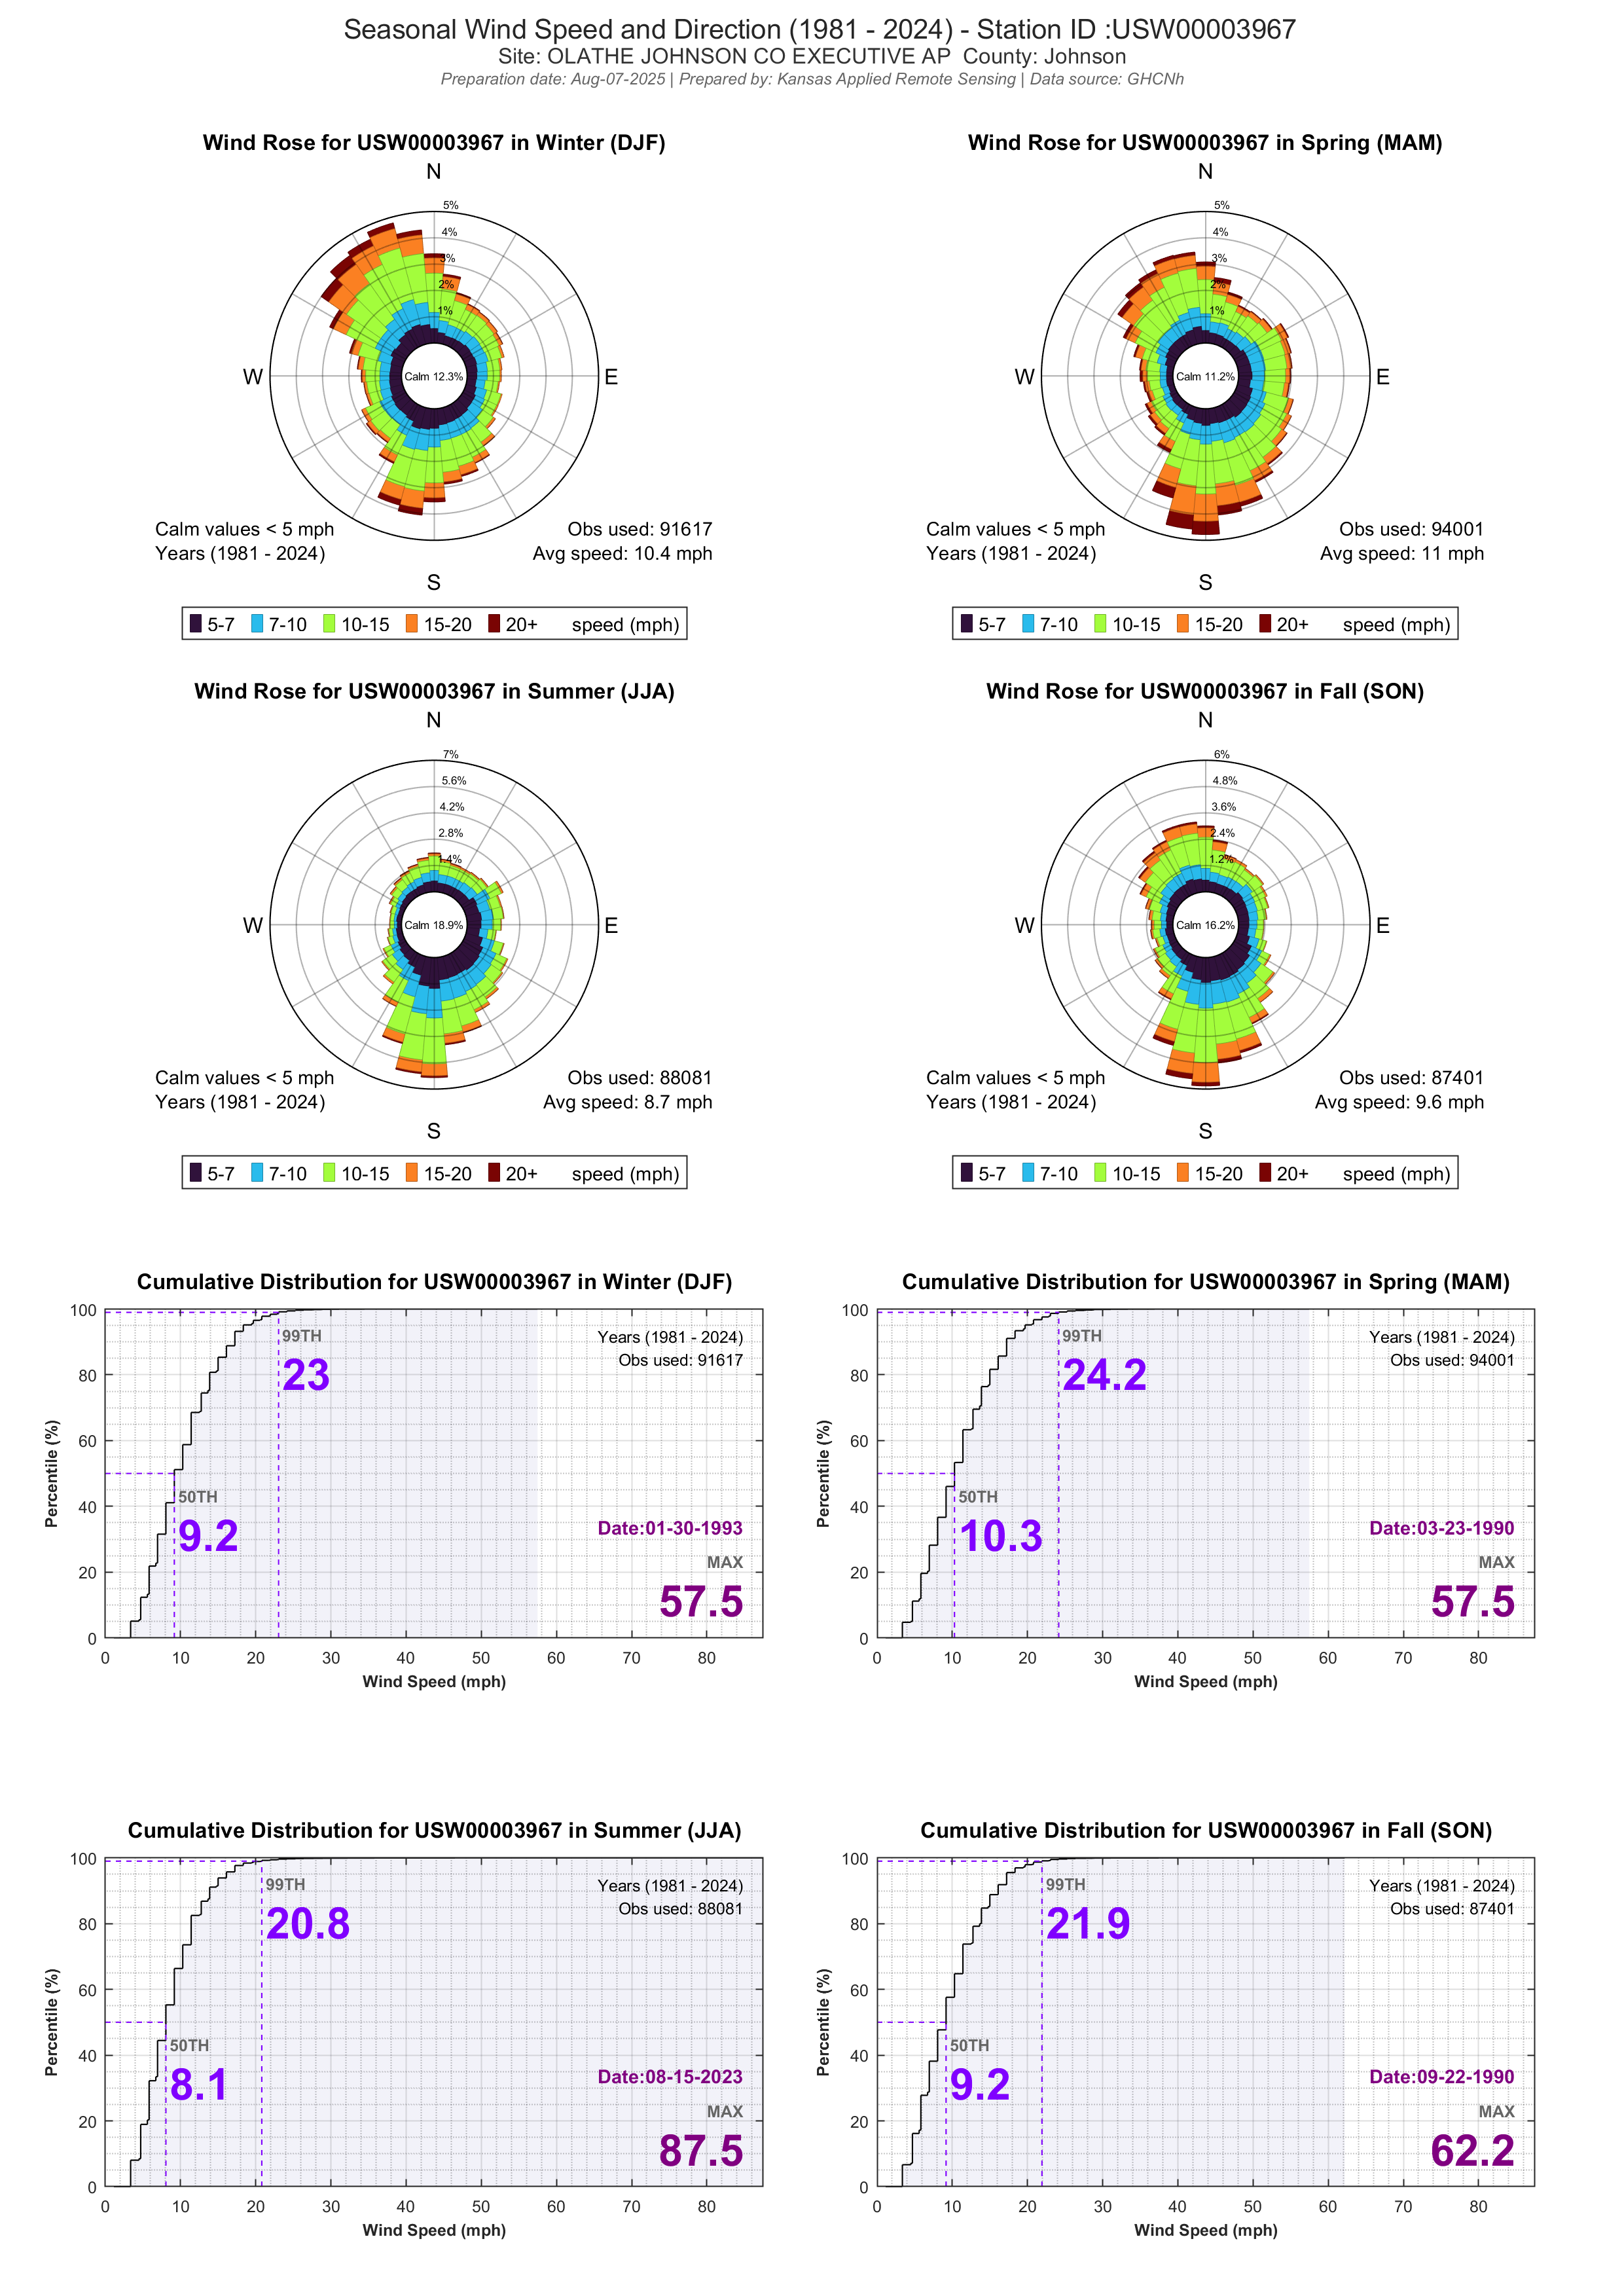 Seasonal Wind Speed and Direction (1981 - 2024) - Station ID :USW00003967
Site: OLATHE JOHNSON CO EXECUTIVE AP  County: Johnson
Preparation date: Aug-07-2025 | Prepared by: Kansas Applied Remote Sensing | Data source: GHCNh
Wind Rose for USW00003967 in Winter (DJF)
N
5%
4%
3%
2%
1%
W
Calm 12.3%
E
Calm values < 5 mph
Years (1981 - 2024)
Obs used: 91617
Avg speed: 10.4 mph
S
5-7 7-10 10-15 15-20 20+ speed (mph)
Wind Rose for USW00003967 in Spring (MAM)
N
5%
4%
3%
2%
1%
W
Calm 11.2%
E
Calm values < 5 mph
Years (1981 - 2024)
Obs used: 94001
Avg speed: 11 mph
S
5-7 7-10 10-15 15-20 20+ speed (mph)
Wind Rose for USW00003967 in Summer (JJA)
N
7%
5.6%
4.2%
2.8%
1.4%
W
Calm 18.9%
E
Calm values < 5 mph
Years (1981 - 2024)
Obs used: 88081
Avg speed: 8.7 mph
S
5-7 7-10 10-15 15-20 20+ speed (mph)
Wind Rose for USW00003967 in Fall (SON)
N
6%
4.8%
3.6%
2.4%
1.2%
W
Calm 16.2%
E
Calm values < 5 mph
Years (1981 - 2024)
Obs used: 87401
Avg speed: 9.6 mph
S
5-7 7-10 10-15 15-20 20+ speed (mph)
Cumulative Distribution for USW00003967 in Winter (DJF)
100
80
60
40
20
0
Percentile (%)
99TH
23
50TH
9.2
Years (1981 - 2024)
Obs used: 91617
Date:01-30-1993
MAX
57.5
0 10 20 30 40 50 60 70 80
Wind Speed (mph)
Cumulative Distribution for USW00003967 in Spring (MAM)
100
80
60
40
20
0
Percentile (%)
99TH
24.2
50TH
10.3
Years (1981 - 2024)
Obs used: 94001
Date:03-23-1990
MAX
57.5
0 10 20 30 40 50 60 70 80
Wind Speed (mph)
Cumulative Distribution for USW00003967 in Summer (JJA)
100
80
60
40
20
0
Percentile (%)
99TH
20.8
50TH
8.1
Years (1981 - 2024)
Obs used: 88081
Date:08-15-2023
MAX
87.5
0 10 20 30 40 50 60 70 80
Wind Speed (mph)
Cumulative Distribution for USW00003967 in Fall (SON)
100
80
60
40
20
0
Percentile (%)
99TH
21.9
50TH
9.2
Years (1981 - 2024)
Obs used: 87401
Date:09-22-1990
MAX
62.2
0 10 20 30 40 50 60 70 80
Wind Speed (mph)